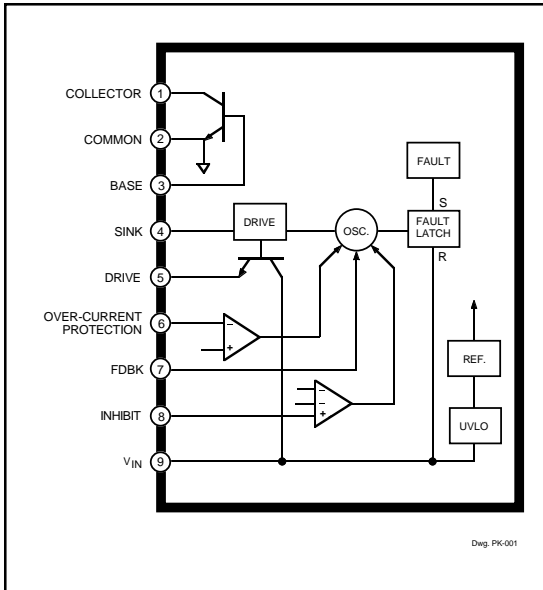 COLLECTOR 1
COMMON 2
BASE 3
SINK 4
DRIVE 5
OVER-CURRENT
PROTECTION 6
FDBK 7
INHIBIT 8
VIN 9
DRIVE
OSC.
FAULT
S
FAULT
LATCH
R
REF.
UVLO
–
+
–
–
+
Dwg. PK-001